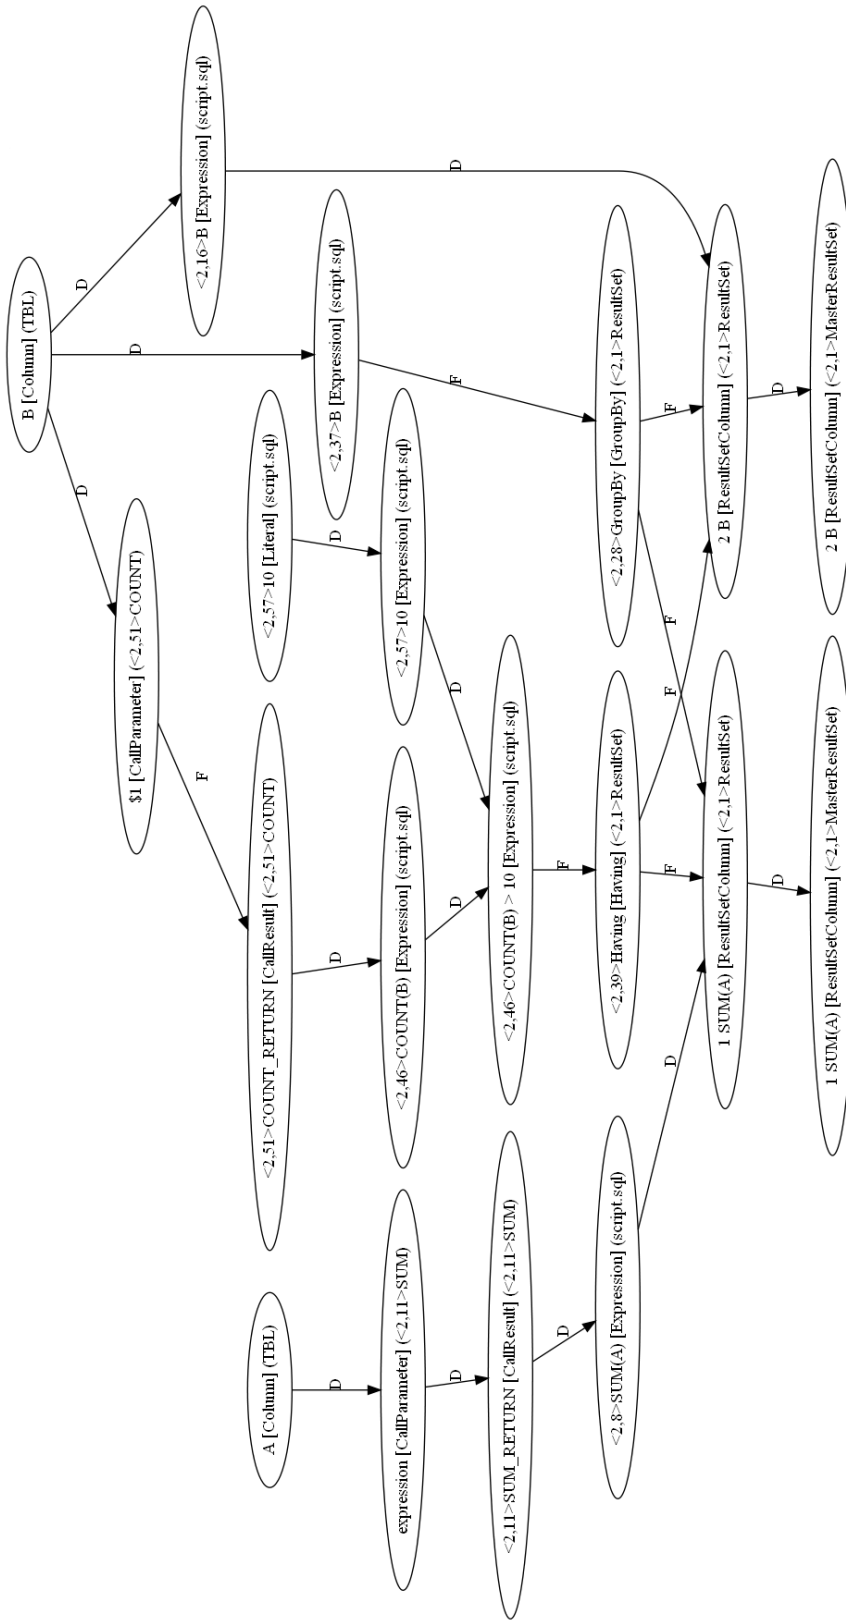 B [Column] (TBL)
D
D
D
<2,16>B [Expression] (script.sql)
$1 [CallParameter] (<2,51>COUNT)
F
D
A [Column] (TBL)
<2,51>COUNT_RETURN [CallResult] (<2,51>COUNT)
<2,57>10 [Literal] (script.sql)
<2,37>B [Expression] (script.sql)
D
D
D
F
expression [CallParameter] (<2,11>SUM)
<2,46>COUNT(B) [Expression] (script.sql)
<2,57>10 [Expression] (script.sql)
D
D
D
<2,11>SUM_RETURN [CallResult] (<2,11>SUM)
<2,46>COUNT(B) > 10 [Expression] (script.sql)
D
F
<2,8>SUM(A) [Expression] (script.sql)
<2,39>Having [Having] (<2,1>ResultSet)
<2,28>GroupBy [GroupBy] (<2,1>ResultSet)
D
F
F
F
F
1 SUM(A) [ResultSetColumn] (<2,1>ResultSet)
2 B [ResultSetColumn] (<2,1>ResultSet)
D
D
1 SUM(A) [ResultSetColumn] (<2,1>MasterResultSet)
2 B [ResultSetColumn] (<2,1>MasterResultSet)